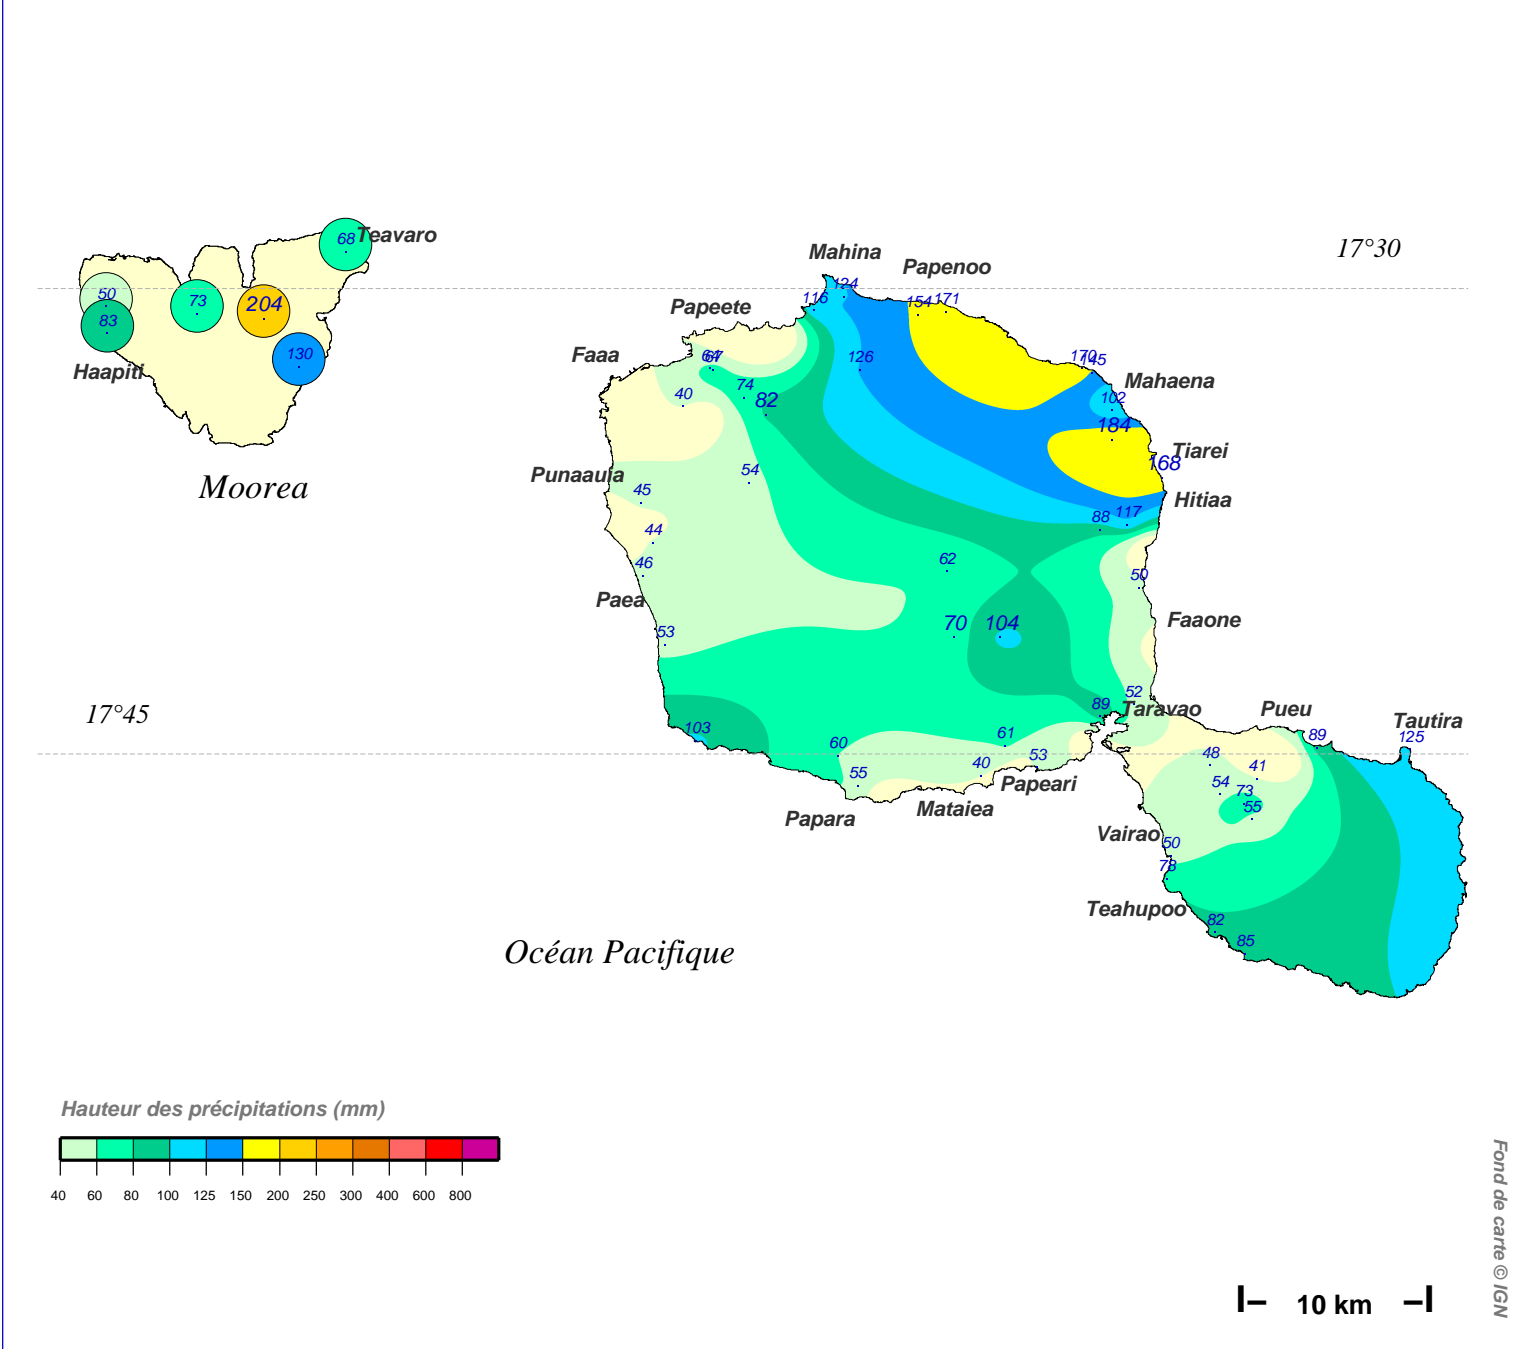 17°30
Mahina
Papenoo
Teavaro
68
50
73
204
83
130
Haapiti
Moorea
124
116
154
171
Papeete
Faaa
64
67
126
170
145
Mahaena
74
82
40
102
184
Tiarei
168
Punaauia
54
45
Hitiaa
88
117
44
46
62
50
Paea
53
70
104
Faaone
17°45
52
89
Taravao
Pueu
Tautira
103
61
89
125
60
53
48
41
55
40
Papeari
54
73
55
Papara
Mataiea
Vairao
50
78
Teahupoo
82
85
Océan Pacifique
Hauteur des précipitations (mm)
40 60 80 100 125 150 200 250 300 400 600 800
Fond de carte © IGN
10 km